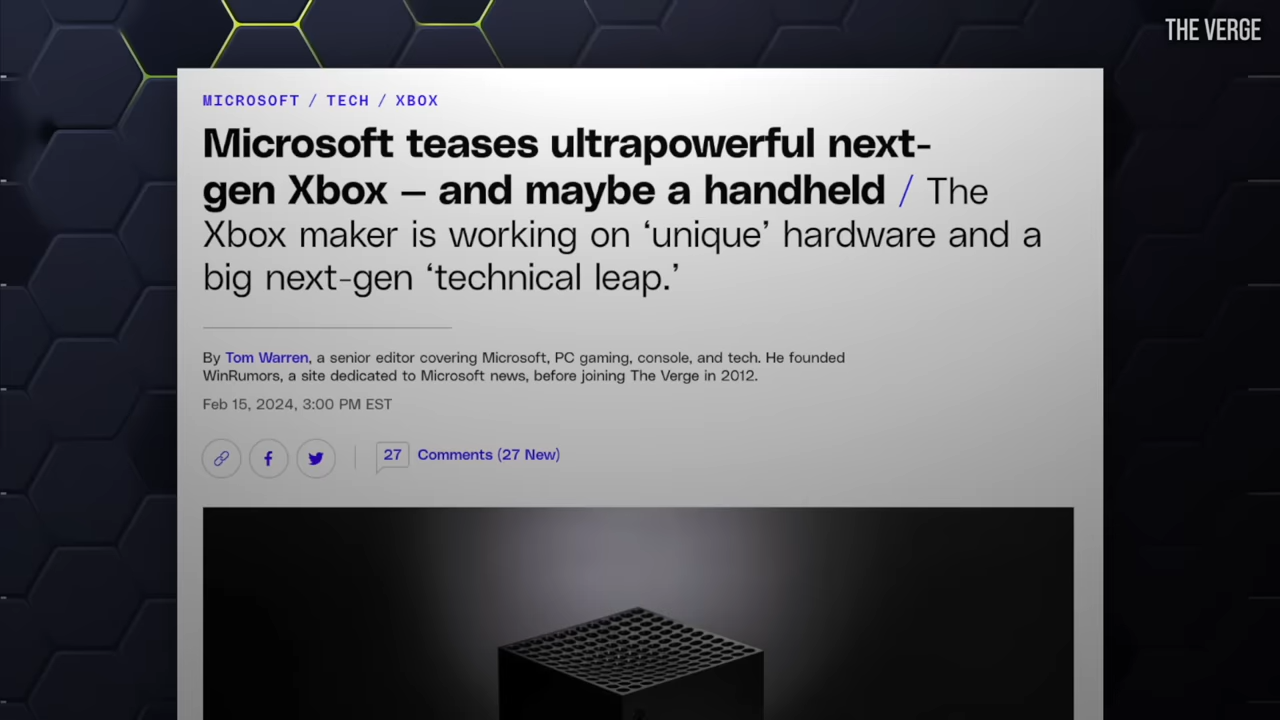 THE VERGE
MICROSOFT / TECH / XBOX
Microsoft teases ultrapowerful next-
gen Xbox — and maybe a handheld / The
Xbox maker is working on ‘unique’ hardware and a
big next-gen ‘technical leap.’
By Tom Warren, a senior editor covering Microsoft, PC gaming, console, and tech. He founded
WinRumors, a site dedicated to Microsoft news, before joining The Verge in 2012.
Feb 15, 2024, 3:00 PM EST
27 Comments (27 New)